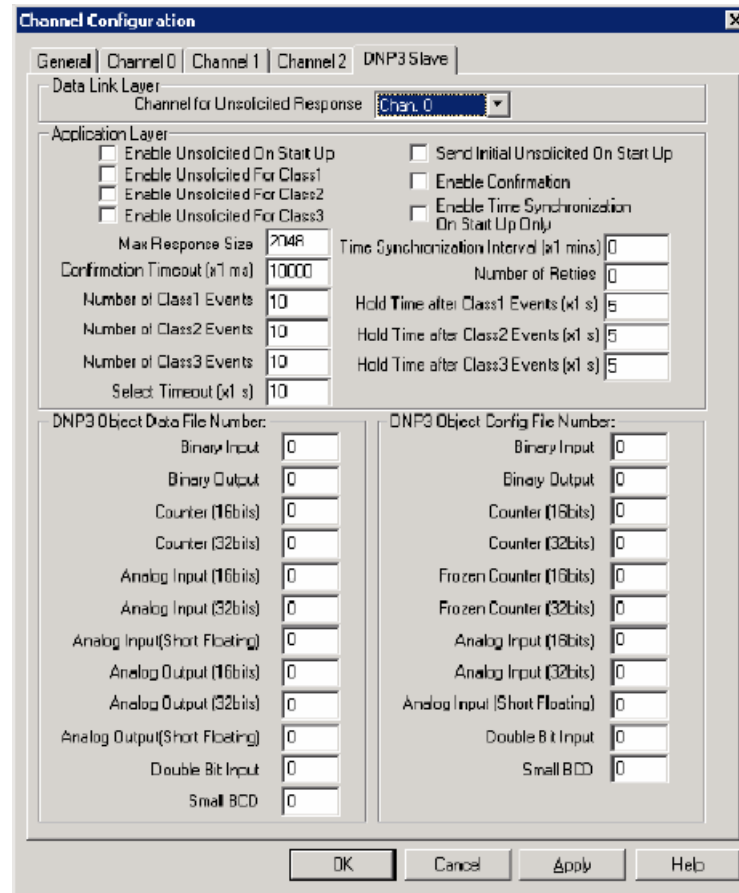 Channel Configuration
General
Channel 0
Channel 1
Channel 2
DNP3 Slave
Data Link Layer
Channel for Unsolicited Response
Chan. 0
Application Layer
Enable Unsolicited On Start Up
Send Initial Unsolicited On Start Up
Enable Unsolicited For Class1
Enable Confirmation
Enable Unsolicited For Class2
Enable Unsolicited For Class3
Enable Time Synchronization
On Start Up Only
Max Response Size 2048
Time Synchronization Interval (x1 mins) 0
Confirmation Timeout (x1 ms) 10000
Number of Retries 0
Number of Class1 Events 10
Hold Time after Class1 Events (x1 s) 5
Number of Class2 Events 10
Hold Time after Class2 Events (x1 s) 5
Number of Class3 Events 10
Hold Time after Class3 Events (x1 s) 5
Select Timeout (x1 s) 10
DNP3 Object Data File Number:
Binary Input 0
Binary Output 0
Counter (16bits) 0
Counter (32bits) 0
Analog Input (16bits) 0
Analog Input (32bits) 0
Analog Input(Short Floating) 0
Analog Output (16bits) 0
Analog Output (32bits) 0
Analog Output(Short Floating) 0
Double Bit Input 0
Small BCD 0
DNP3 Object Config File Number:
Binary Input 0
Binary Output 0
Counter (16bits) 0
Counter (32bits) 0
Frozen Counter (16bits) 0
Frozen Counter (32bits) 0
Analog Input (16bits) 0
Analog Input (32bits) 0
Analog Input (Short Floating) 0
Double Bit Input 0
Small BCD 0
OK
Cancel
Apply
Help